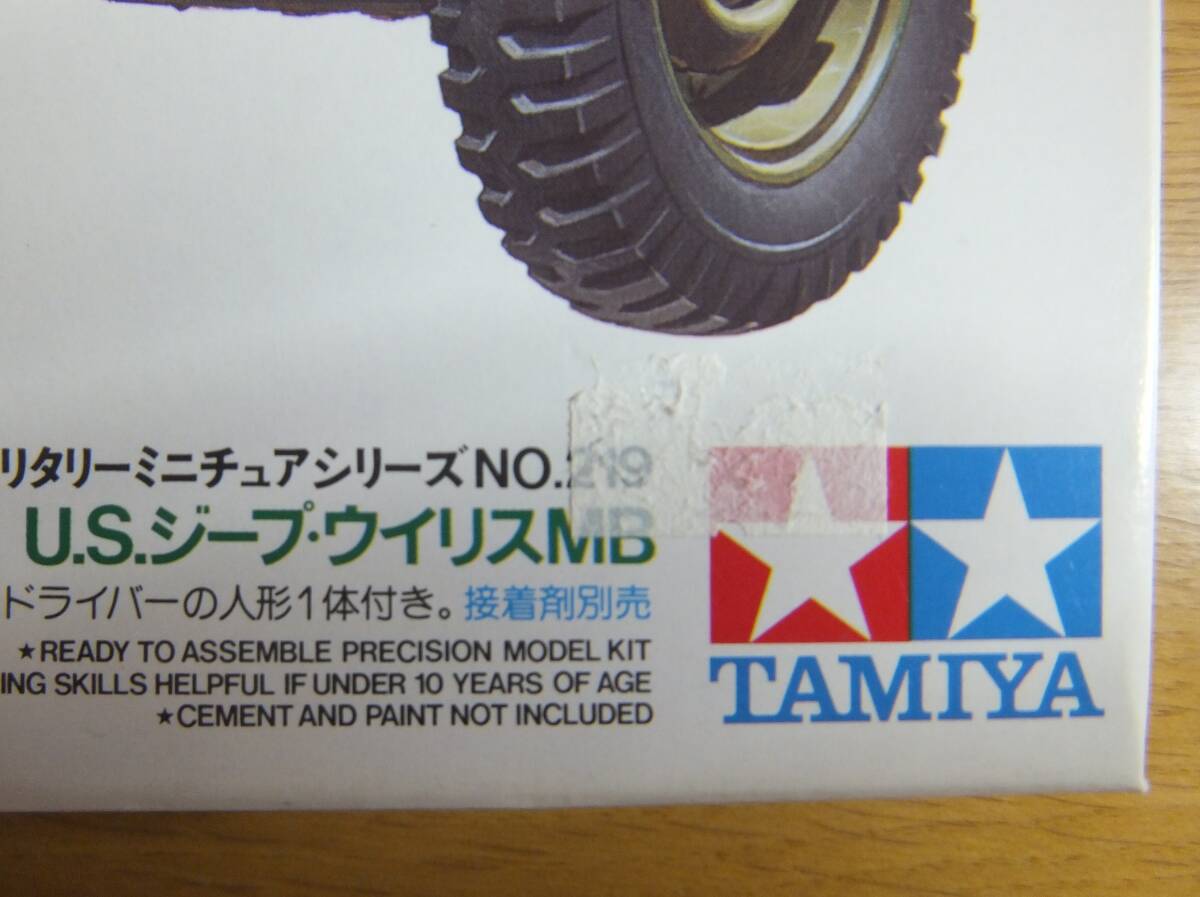 リタリーミニチュアシリーズNO.219
U.S.ジープ・ウイリスMB
ドライバーの人形1体付き。接着剤別売
★READY TO ASSEMBLE PRECISION MODEL KIT
ING SKILLS HELPFUL IF UNDER 10 YEARS OF AGE
★CEMENT AND PAINT NOT INCLUDED
TAMIYA